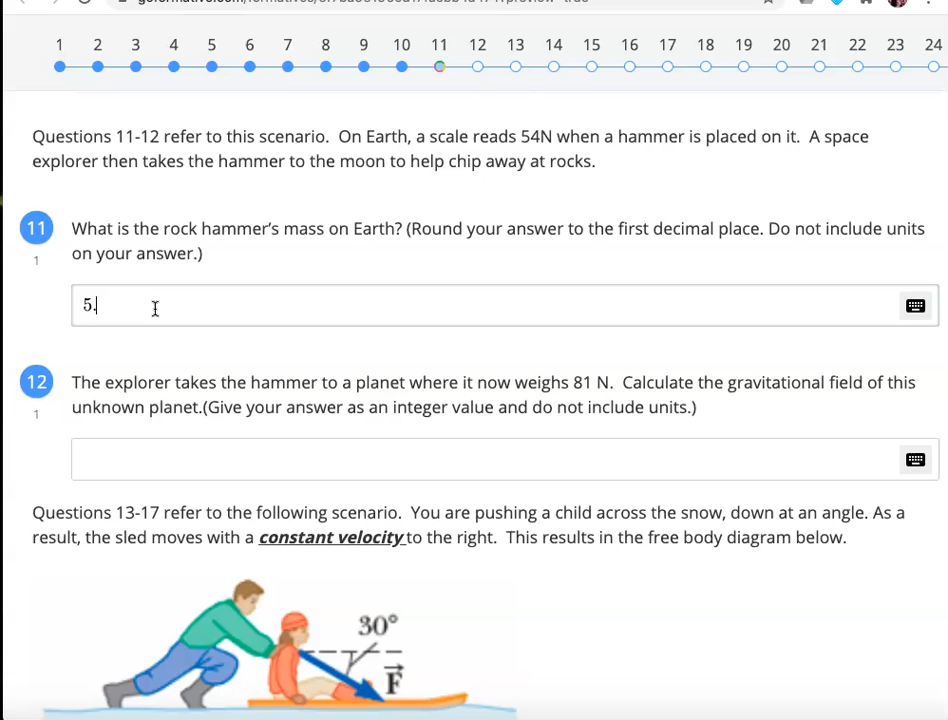 1 2 3 4 5 6 7 8 9 10 11 12 13 14 15 16 17 18 19 20 21 22 23 24
Questions 11-12 refer to this scenario.  On Earth, a scale reads 54N when a hammer is placed on it.  A space
explorer then takes the hammer to the moon to help chip away at rocks.
11 What is the rock hammer’s mass on Earth? (Round your answer to the first decimal place. Do not include units
1 on your answer.)
5.
12 The explorer takes the hammer to a planet where it now weighs 81 N.  Calculate the gravitational field of this
1 unknown planet.(Give your answer as an integer value and do not include units.)
Questions 13-17 refer to the following scenario.  You are pushing a child across the snow, down at an angle. As a
result, the sled moves with a constant velocity to the right.  This results in the free body diagram below.
30°
F